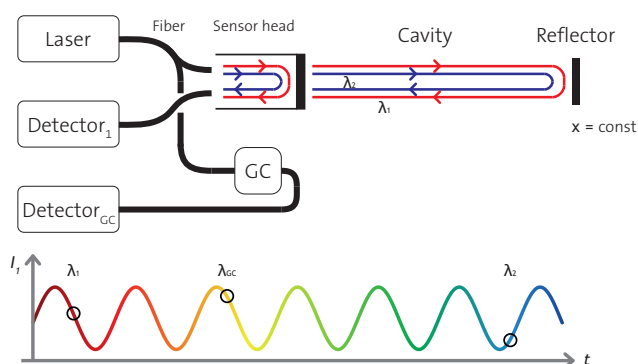 Laser
Fiber
Sensor head
Cavity
Reflector
λ₂
λ₁
Detector₁
x = const
GC
Detector_GC
I₁
λ₁
λ_GC
λ₂
t